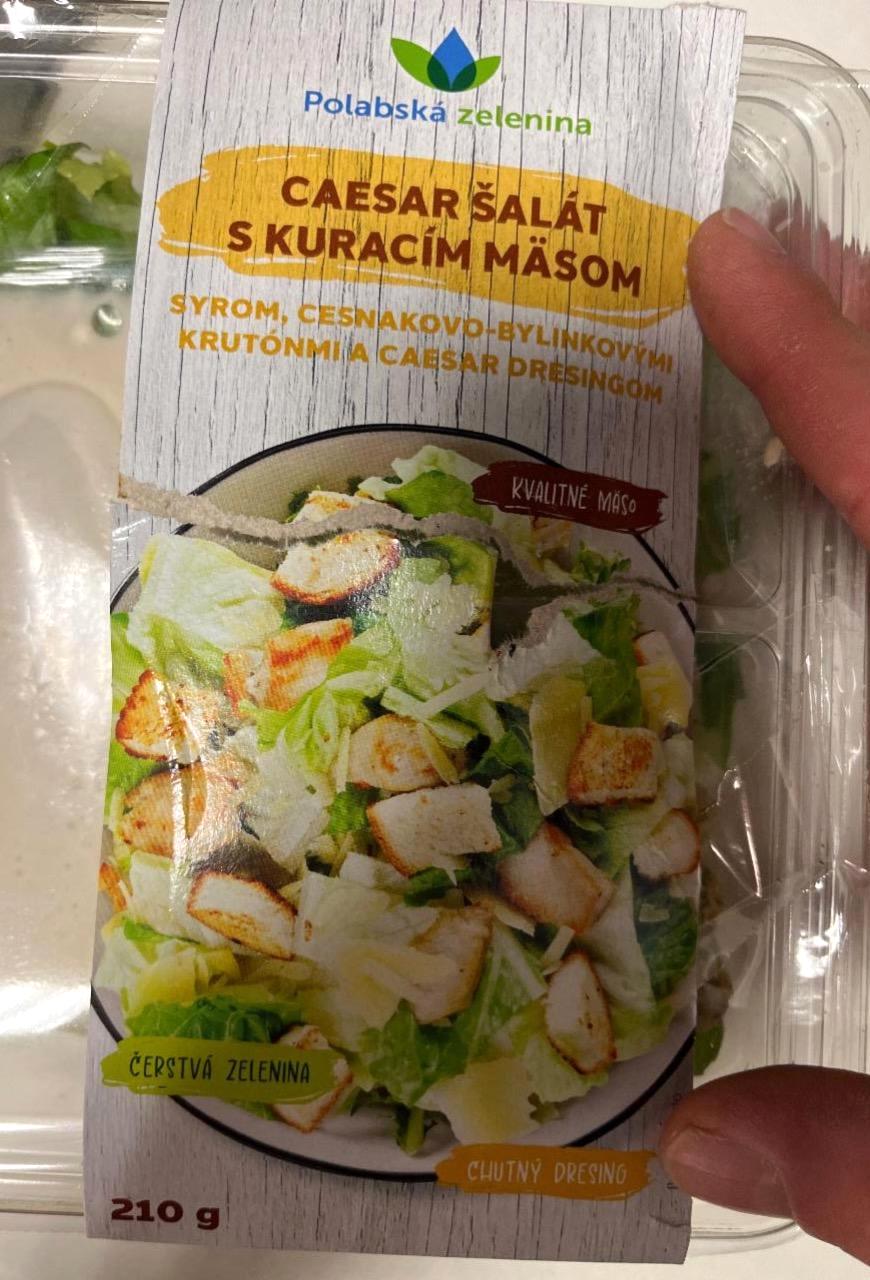 Polabská zelenina
CAESAR ŠALÁT
S KURACÍM MÄSOM
SYROM, CESNAKOVO-BYLINKOVÝMI
KRUTÓNMI A CAESAR DRESINGOM
KVALITNÉ MÄSO
ČERSTVÁ ZELENINA
CHUTNÝ DRESING
210 g